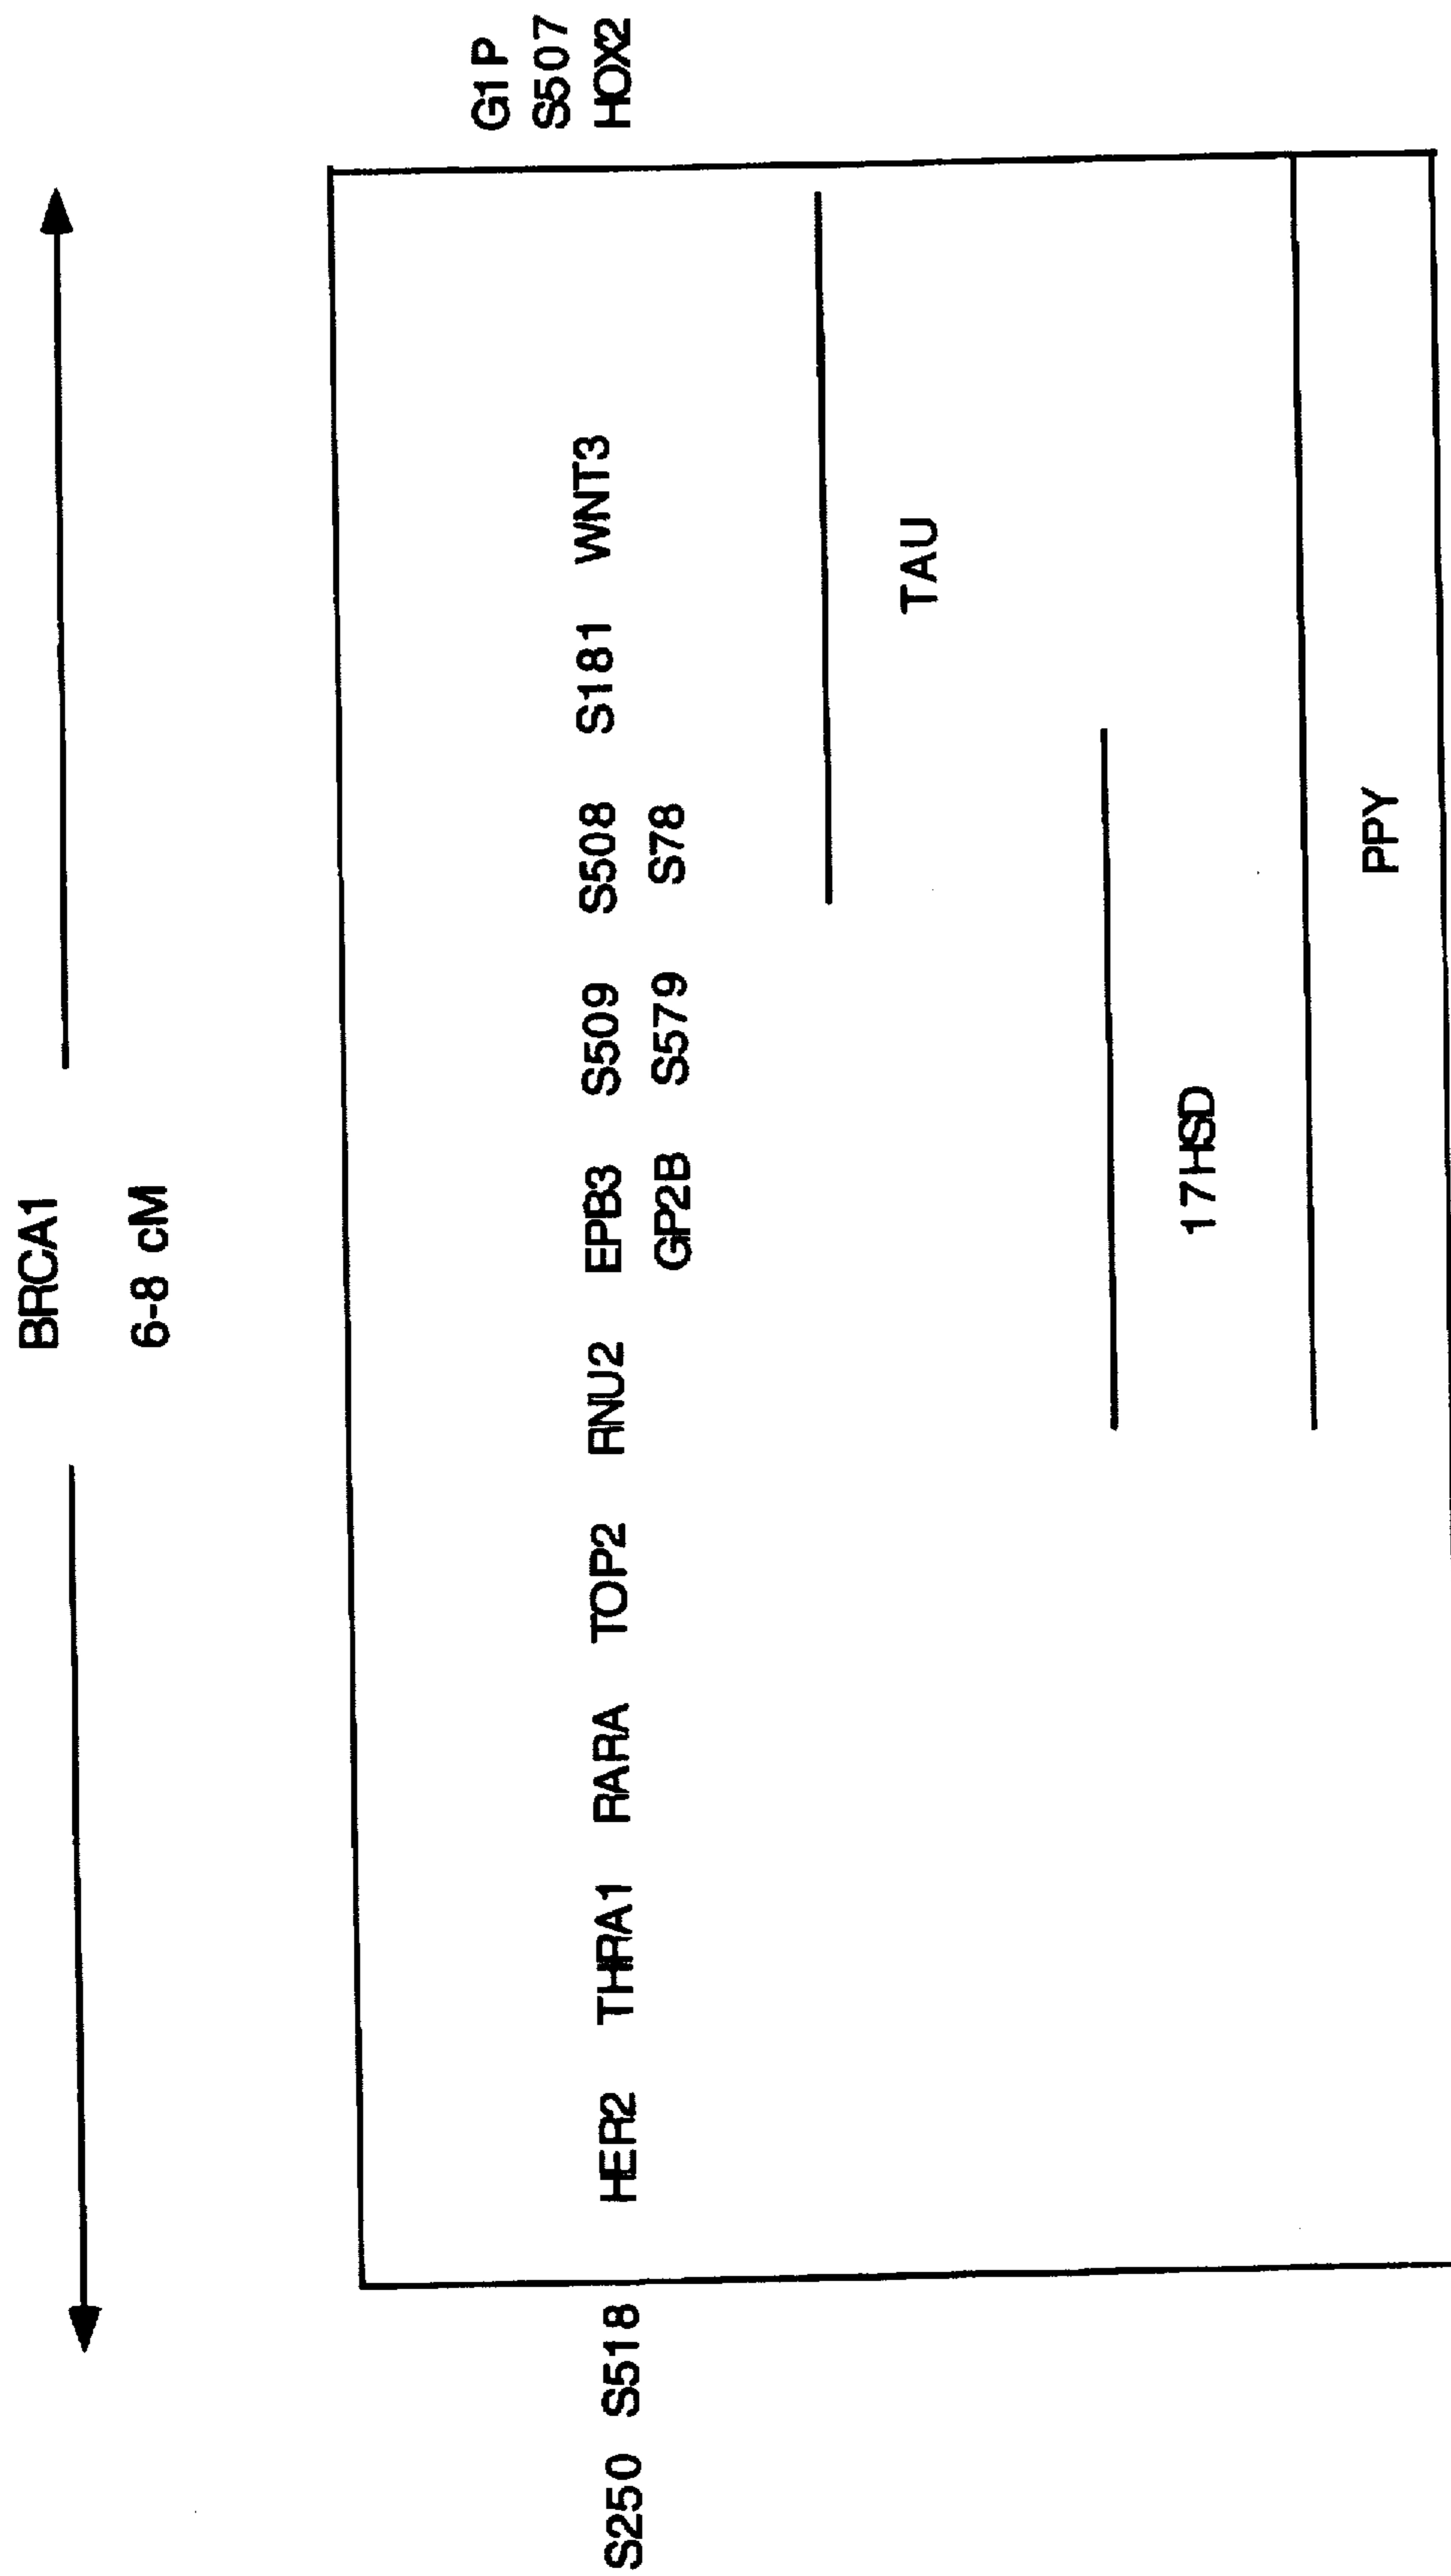 BRCA1
6-8 cM
G1P
S507
S250 S518 HER2 THRA1 RARA TOP2 RNU2 EPB3 S509 S508 S181 WNT3 HOX2
GP2B S579 S78
TAU
17HSD
PPY